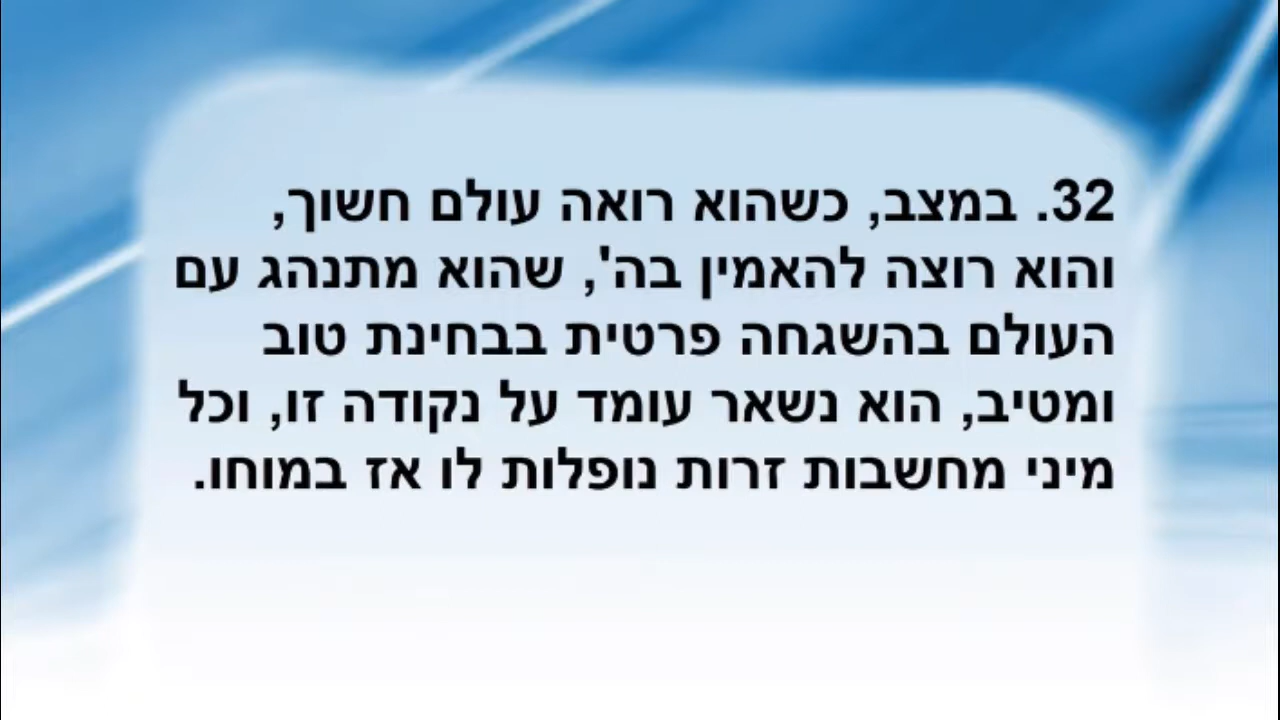 32. במצב, כשהוא רואה עולם חשוך,
והוא רוצה להאמין בה', שהוא מתנהג עם
העולם בהשגחה פרטית בבחינת טוב
ומטיב, הוא נשאר עומד על נקודה זו, וכל
מיני מחשבות זרות נופלות לו אז במוחו.